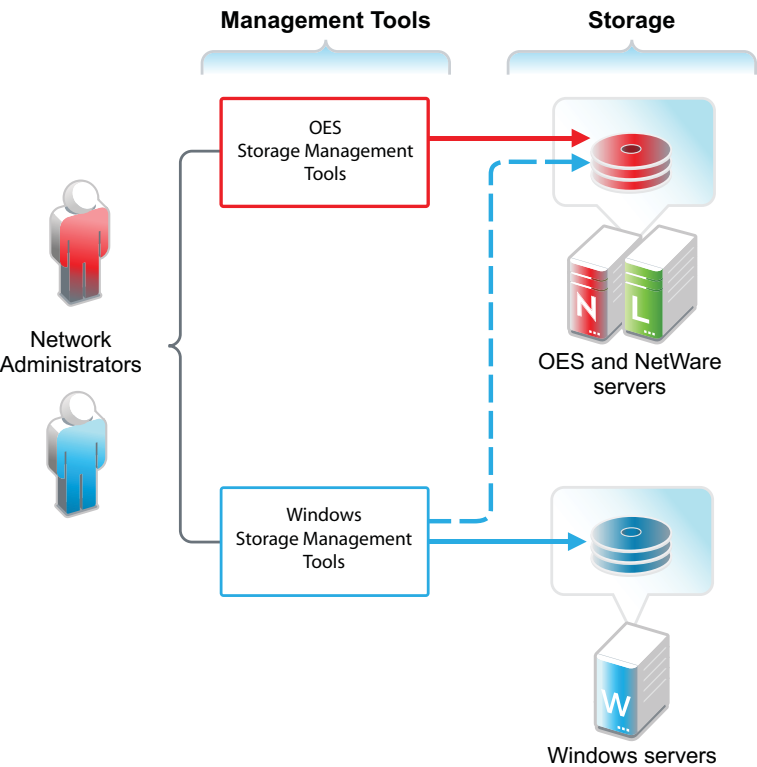 Management Tools
Storage
OES
Storage Management
Tools
Network
Administrators
N
L
OES and NetWare
servers
Windows
Storage Management
Tools
W
Windows servers